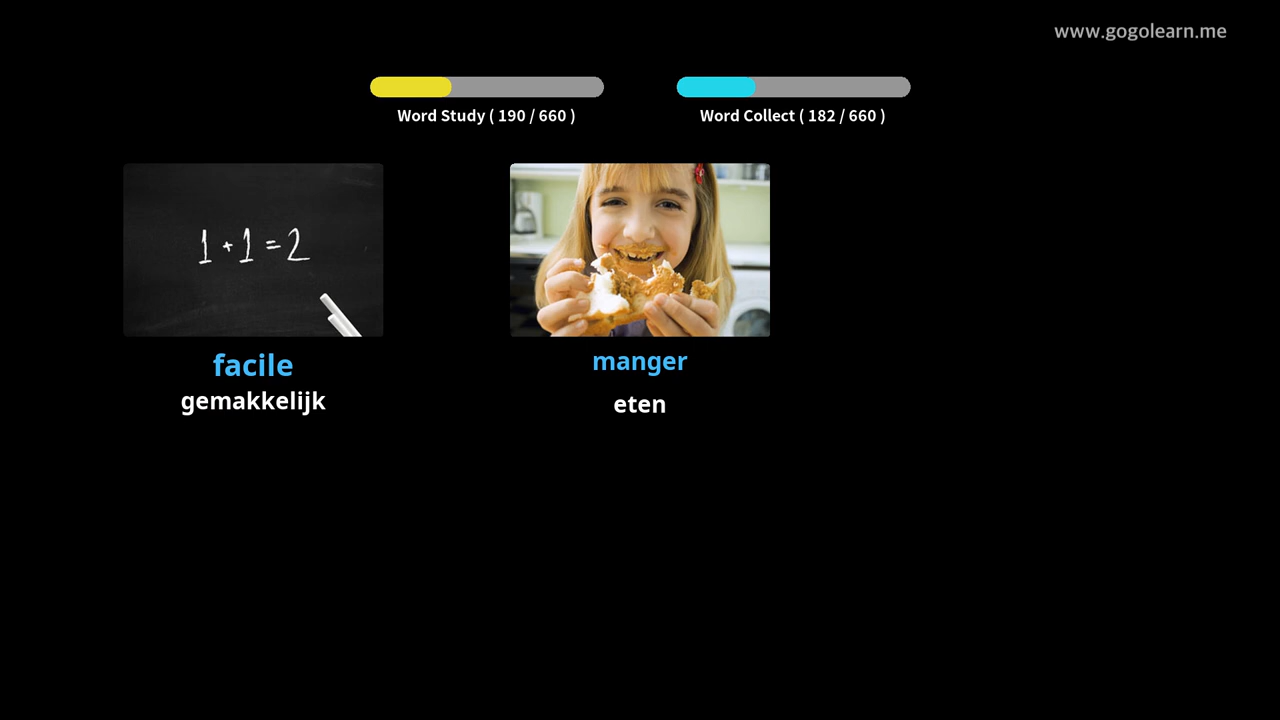 www.gogolearn.me
Word Study ( 190 / 660 )
Word Collect ( 182 / 660 )
1 + 1 = 2
facile
gemakkelijk
manger
eten